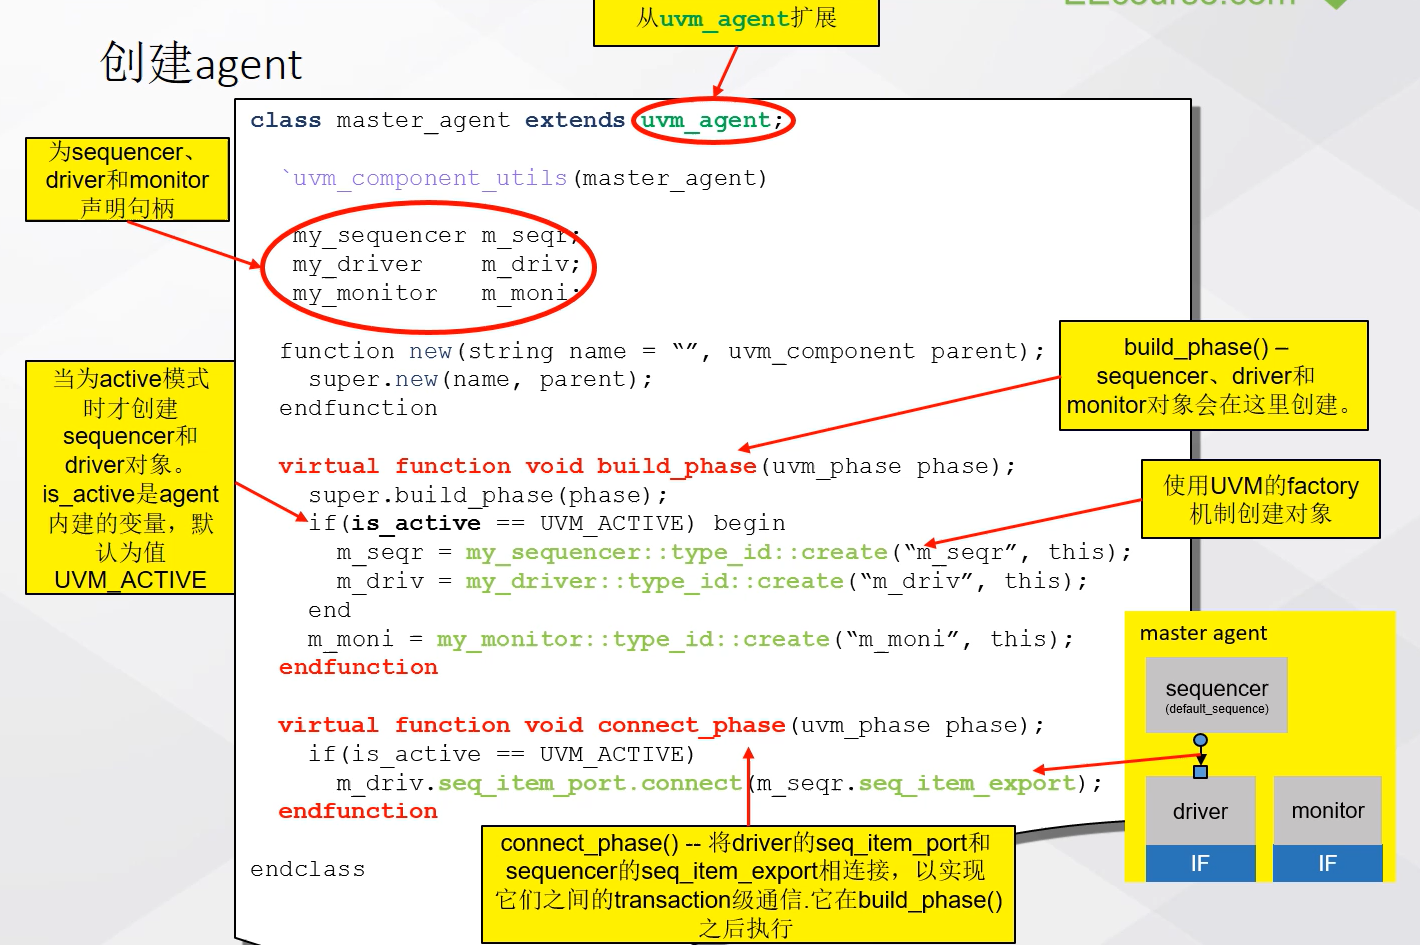 从uvm_agent扩展
创建agent
class master_agent extends uvm_agent;
为sequencer、
driver和monitor
声明句柄
`uvm_component_utils(master_agent)
my_sequencer m_seqr;
my_driver m_driv;
my_monitor m_moni;
function new(string name = “”, uvm_component parent);
super.new(name, parent);
endfunction
build_phase() –
sequencer、driver和
monitor对象会在这里创建。
当为active模式
时才创建
sequencer和
driver对象。
is_active是agent
内建的变量，默
认为值
UVM_ACTIVE
virtual function void build_phase(uvm_phase phase);
super.build_phase(phase);
if(is_active == UVM_ACTIVE) begin
m_seqr = my_sequencer::type_id::create(“m_seqr”, this);
m_driv = my_driver::type_id::create(“m_driv”, this);
end
m_moni = my_monitor::type_id::create(“m_moni”, this);
endfunction
使用UVM的factory
机制创建对象
virtual function void connect_phase(uvm_phase phase);
if(is_active == UVM_ACTIVE)
m_driv.seq_item_port.connect(m_seqr.seq_item_export);
endfunction
endclass
master agent
sequencer
(default_sequence)
driver
monitor
IF
IF
connect_phase() -- 将driver的seq_item_port和
sequencer的seq_item_export相连接，以实现
它们之间的transaction级通信.它在build_phase()
之后执行